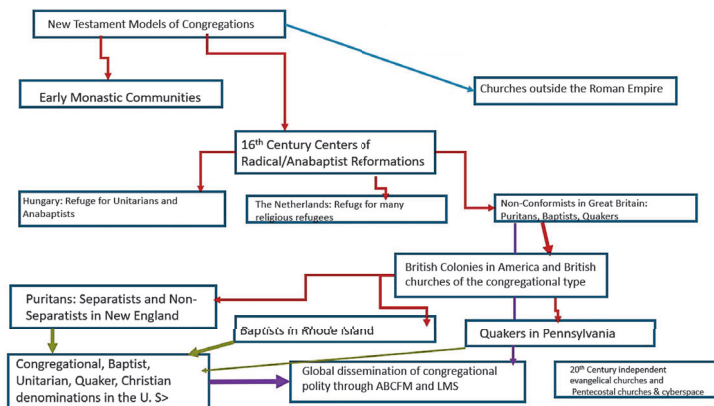 New Testament Models of Congregations
Early Monastic Communities
Churches outside the Roman Empire
16th Century Centers of
Radical/Anabaptist Reformations
Hungary: Refuge for Unitarians and
Anabaptists
The Netherlands: Refuge for many
religious refugees
Non-Conformists in Great Britain:
Puritans, Baptists, Quakers
British Colonies in America and British
churches of the congregational type
Puritans: Separatists and Non-
Separatists in New England
Baptists in Rhode Island
Quakers in Pennsylvania
Congregational, Baptist,
Unitarian, Quaker, Christian
denominations in the U. S>
Global dissemination of congregational
polity through ABCFM and LMS
20th Century independent
evangelical churches and
Pentecostal churches & cyberspace